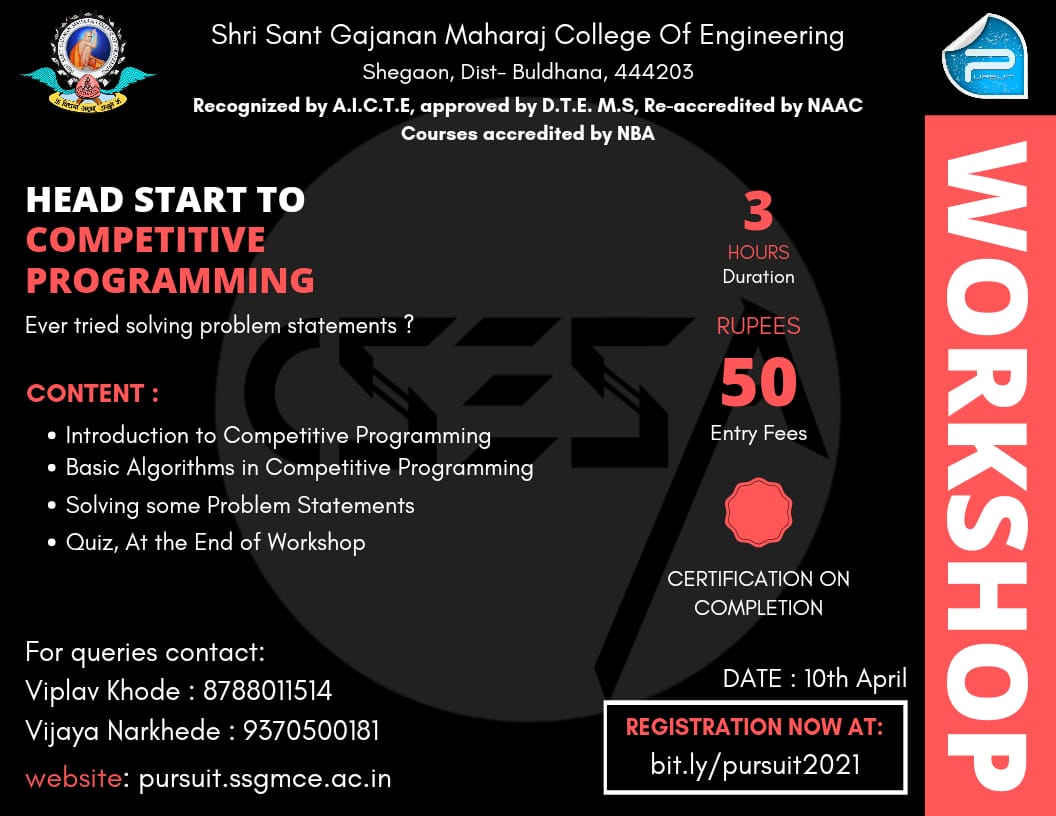 Shri Sant Gajanan Maharaj College Of Engineering
Shegaon, Dist- Buldhana, 444203
Recognized by A.I.C.T.E, approved by D.T.E. M.S, Re-accredited by NAAC
Courses accredited by NBA
HEAD START TO
COMPETITIVE
PROGRAMMING
Ever tried solving problem statements ?
CONTENT :
• Introduction to Competitive Programming
• Basic Algorithms in Competitive Programming
• Solving some Problem Statements
• Quiz, At the End of Workshop
3
HOURS
Duration
RUPEES
50
Entry Fees
CERTIFICATION ON
COMPLETION
For queries contact:
Viplav Khode : 8788011514
Vijaya Narkhede : 9370500181
website: pursuit.ssgmce.ac.in
DATE : 10th April
REGISTRATION NOW AT:
bit.ly/pursuit2021
WORKSHOP
CSESA